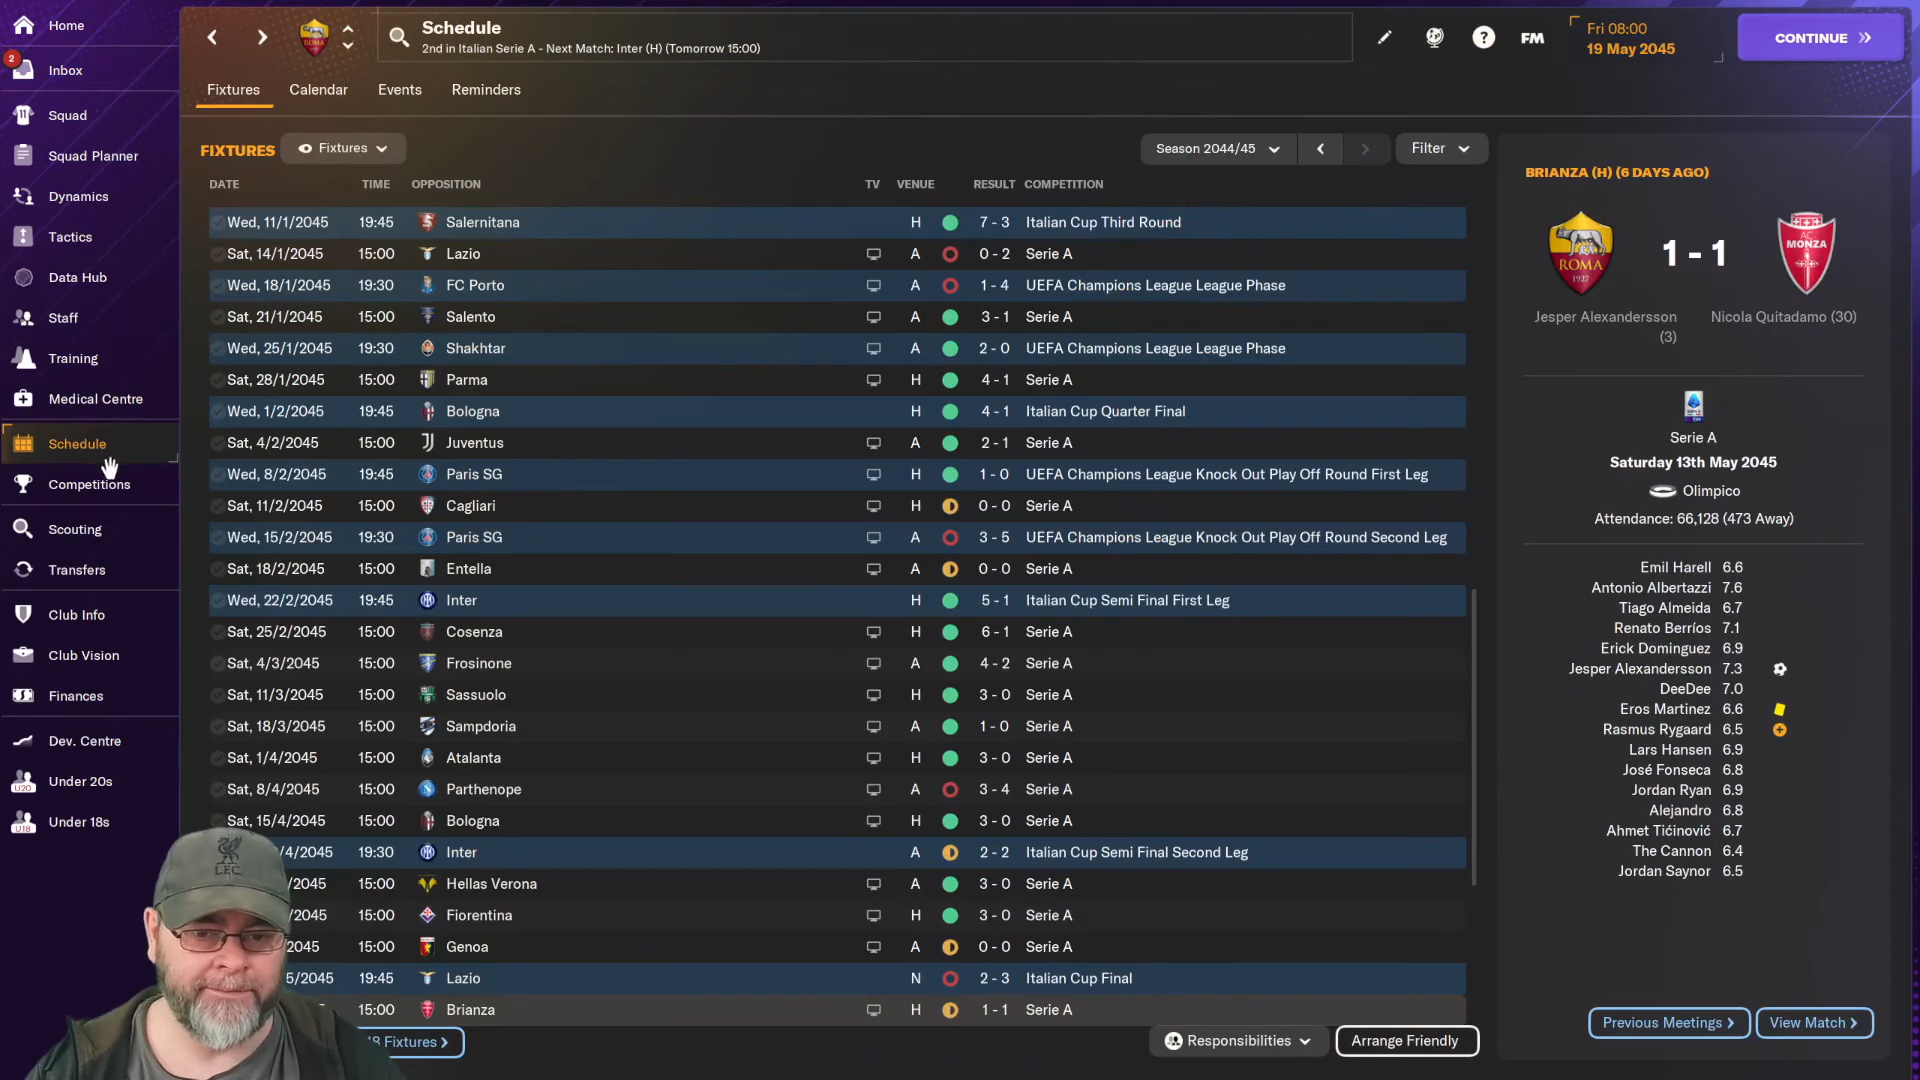 Home
2
Inbox
Squad
Squad Planner
Dynamics
Tactics
Data Hub
Staff
Training
Medical Centre
Schedule
Competitions
Scouting
Transfers
Club Info
Club Vision
Finances
Dev. Centre
U20 Under 20s
U18 Under 18s
L.F.C.
ROMA
Schedule
2nd in Italian Serie A - Next Match: Inter (H) (Tomorrow 15:00)
? FM
Fri 08:00
19 May 2045
CONTINUE
Fixtures Calendar Events Reminders
FIXTURES Fixtures
Season 2044/45 Filter
DATE TIME OPPOSITION TV VENUE RESULT COMPETITION
Wed, 11/1/2045 19:45 Salernitana H 7 - 3 Italian Cup Third Round
Sat, 14/1/2045 15:00 Lazio A 0 - 2 Serie A
Wed, 18/1/2045 19:30 FC Porto A 1 - 4 UEFA Champions League League Phase
Sat, 21/1/2045 15:00 Salento A 3 - 1 Serie A
Wed, 25/1/2045 19:30 Shakhtar A 2 - 0 UEFA Champions League League Phase
Sat, 28/1/2045 15:00 Parma H 4 - 1 Serie A
Wed, 1/2/2045 19:45 Bologna H 4 - 1 Italian Cup Quarter Final
Sat, 4/2/2045 15:00 Juventus A 2 - 1 Serie A
Wed, 8/2/2045 19:45 Paris SG H 1 - 0 UEFA Champions League Knock Out Play Off Round First Leg
Sat, 11/2/2045 15:00 Cagliari H 0 - 0 Serie A
Wed, 15/2/2045 19:30 Paris SG A 3 - 5 UEFA Champions League Knock Out Play Off Round Second Leg
Sat, 18/2/2045 15:00 Entella A 0 - 0 Serie A
Wed, 22/2/2045 19:45 Inter H 5 - 1 Italian Cup Semi Final First Leg
Sat, 25/2/2045 15:00 Cosenza H 6 - 1 Serie A
Sat, 4/3/2045 15:00 Frosinone A 4 - 2 Serie A
Sat, 11/3/2045 15:00 Sassuolo H 3 - 0 Serie A
Sat, 18/3/2045 15:00 Sampdoria A 1 - 0 Serie A
Sat, 1/4/2045 15:00 Atalanta H 3 - 0 Serie A
Sat, 8/4/2045 15:00 Parthenope A 3 - 4 Serie A
Sat, 15/4/2045 15:00 Bologna H 3 - 0 Serie A
/4/2045 19:30 Inter A 2 - 2 Italian Cup Semi Final Second Leg
/2045 15:00 Hellas Verona A 3 - 0 Serie A
/2045 15:00 Fiorentina H 3 - 0 Serie A
2045 15:00 Genoa A 0 - 0 Serie A
5/2045 19:45 Lazio N 2 - 3 Italian Cup Final
15:00 Brianza H 1 - 1 Serie A
Fixtures
Responsibilities Arrange Friendly
BRIANZA (H) (6 DAYS AGO)
ROMA 1927 1 - 1 AC MONZA
Jesper Alexandersson (3)
Nicola Quitadamo (30)
Serie A
Saturday 13th May 2045
Olimpico
Attendance: 66,128 (473 Away)
Emil Harell 6.6
Antonio Albertazzi 7.6
Tiago Almeida 6.7
Renato Berríos 7.1
Erick Dominguez 6.9
Jesper Alexandersson 7.3
DeeDee 7.0
Eros Martinez 6.6
Rasmus Rygaard 6.5
Lars Hansen 6.9
José Fonseca 6.8
Jordan Ryan 6.9
Alejandro 6.8
Ahmet Tićinović 6.7
The Cannon 6.4
Jordan Saynor 6.5
Previous Meetings View Match